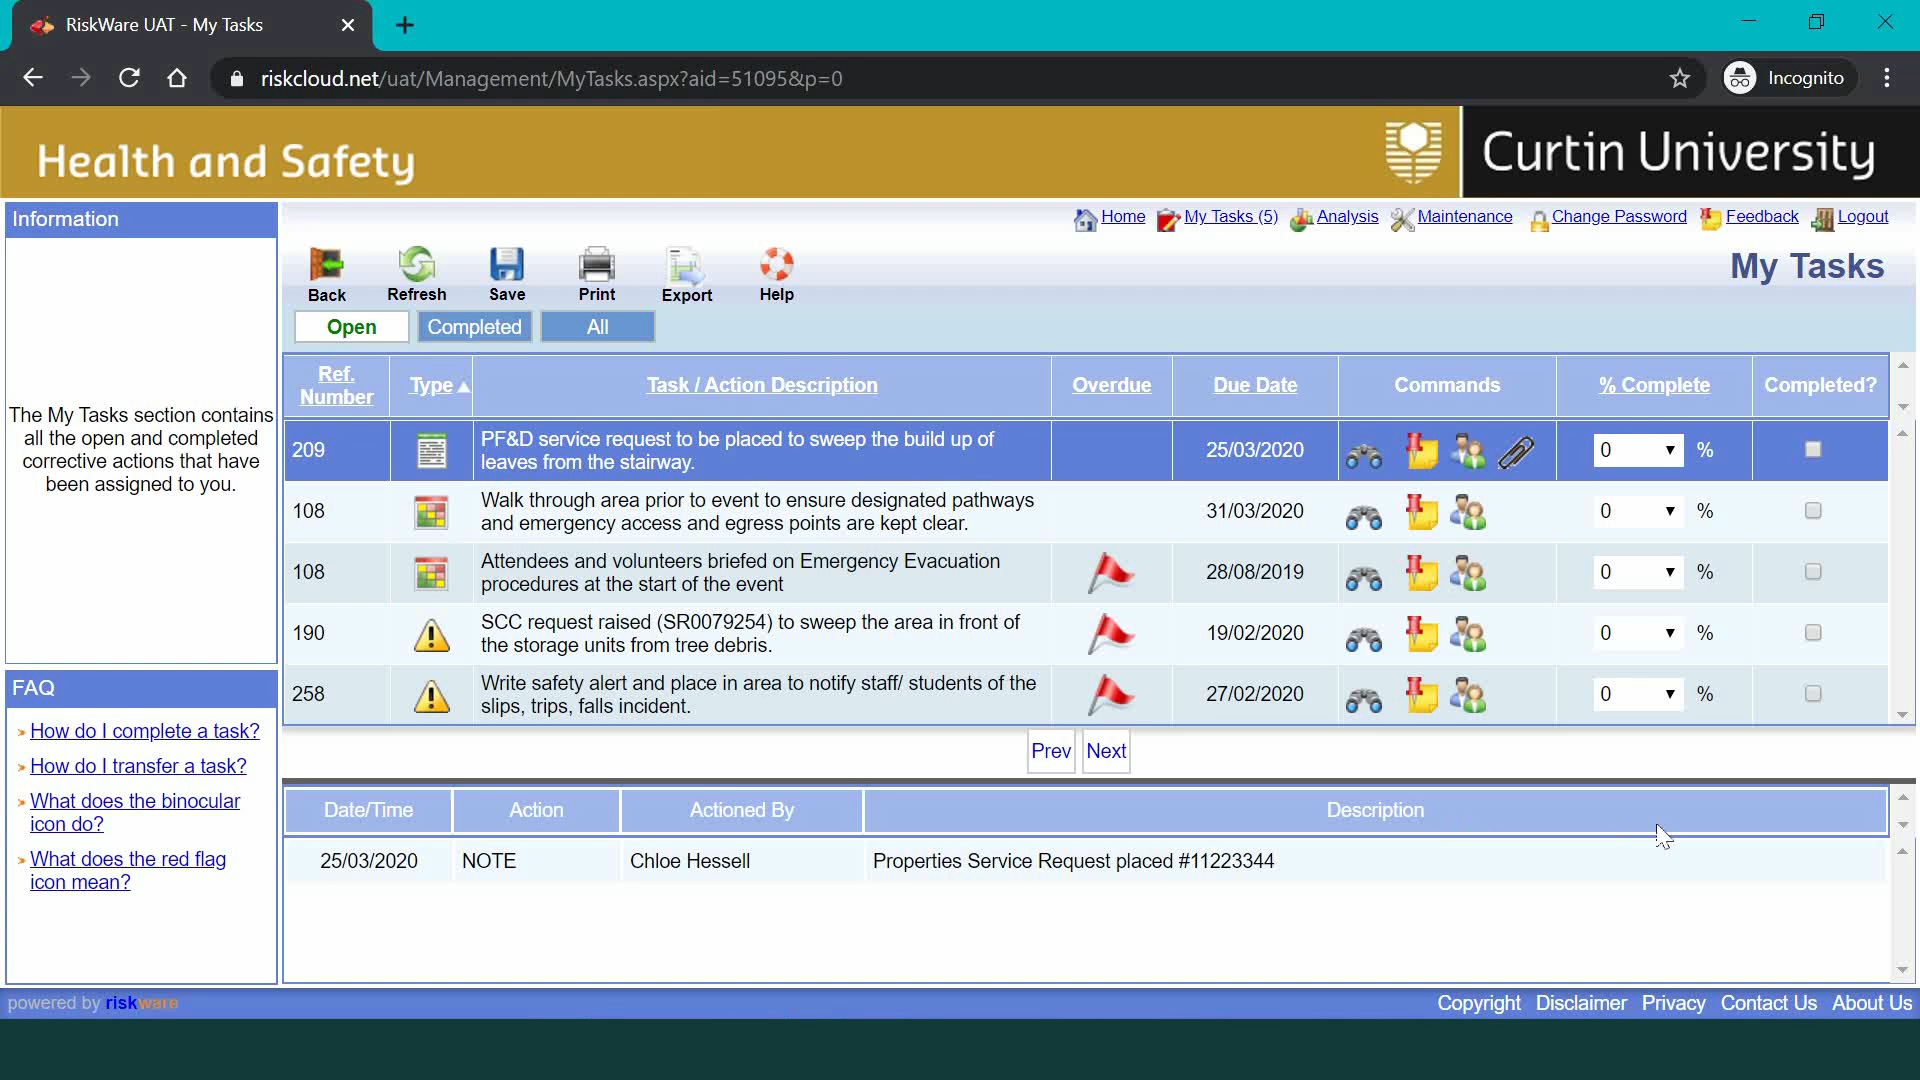 RiskWare UAT - My Tasks
riskcloud.net/uat/Management/MyTasks.aspx?aid=51095&p=0
Incognito
Health and Safety
Curtin University
Information
Home
My Tasks (5)
Analysis
Maintenance
Change Password
Feedback
Logout
Back
Refresh
Save
Print
Export
Help
My Tasks
Open
Completed
All
The My Tasks section contains
all the open and completed
corrective actions that have
been assigned to you.
Ref.
Number
Type
Task / Action Description
Overdue
Due Date
Commands
% Complete
Completed?
209
PF&D service request to be placed to sweep the build up of
leaves from the stairway.
25/03/2020
0
%
108
Walk through area prior to event to ensure designated pathways
and emergency access and egress points are kept clear.
31/03/2020
0
%
108
Attendees and volunteers briefed on Emergency Evacuation
procedures at the start of the event
28/08/2019
0
%
190
SCC request raised (SR0079254) to sweep the area in front of
the storage units from tree debris.
19/02/2020
0
%
258
Write safety alert and place in area to notify staff/ students of the
slips, trips, falls incident.
27/02/2020
0
%
Prev
Next
FAQ
How do I complete a task?
How do I transfer a task?
What does the binocular
icon do?
What does the red flag
icon mean?
Date/Time
Action
Actioned By
Description
25/03/2020
NOTE
Chloe Hessell
Properties Service Request placed #11223344
powered by riskware
Copyright
Disclaimer
Privacy
Contact Us
About Us